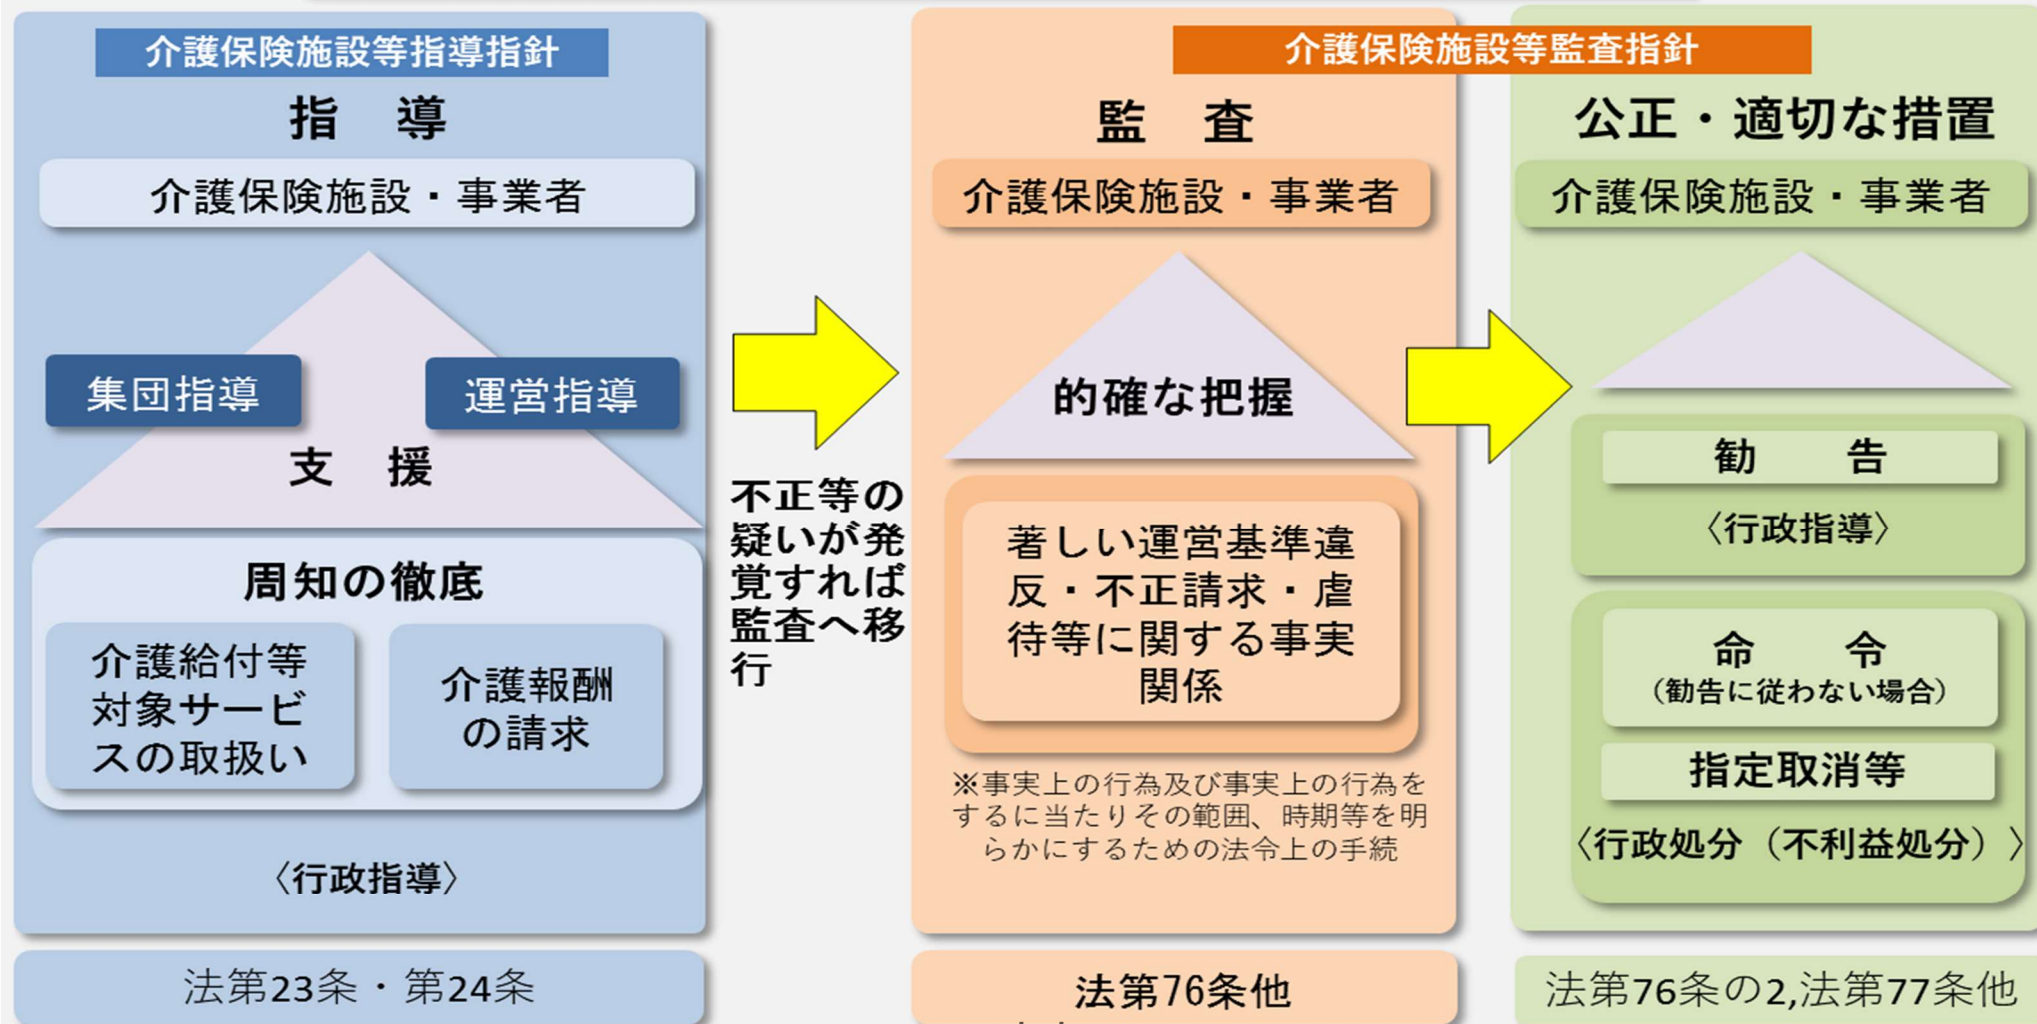 介護保険施設等指導指針
指　導
介護保険施設・事業者
集団指導
運営指導
支　援
周知の徹底
介護給付等
対象サービ
スの取扱い
介護報酬
の請求
〈行政指導〉
法第23条・第24条
不正等の
疑いが発
覚すれば
監査へ移
行
介護保険施設等監査指針
監　査
介護保険施設・事業者
的確な把握
著しい運営基準違
反・不正請求・虐
待等に関する事実
関係
※事実上の行為及び事実上の行為を
するに当たりその範囲、時期等を明
らかにするための法令上の手続
法第76条他
公正・適切な措置
介護保険施設・事業者
勧　告
〈行政指導〉
命　令
（勧告に従わない場合）
指定取消等
〈行政処分（不利益処分）〉
法第76条の2,法第77条他